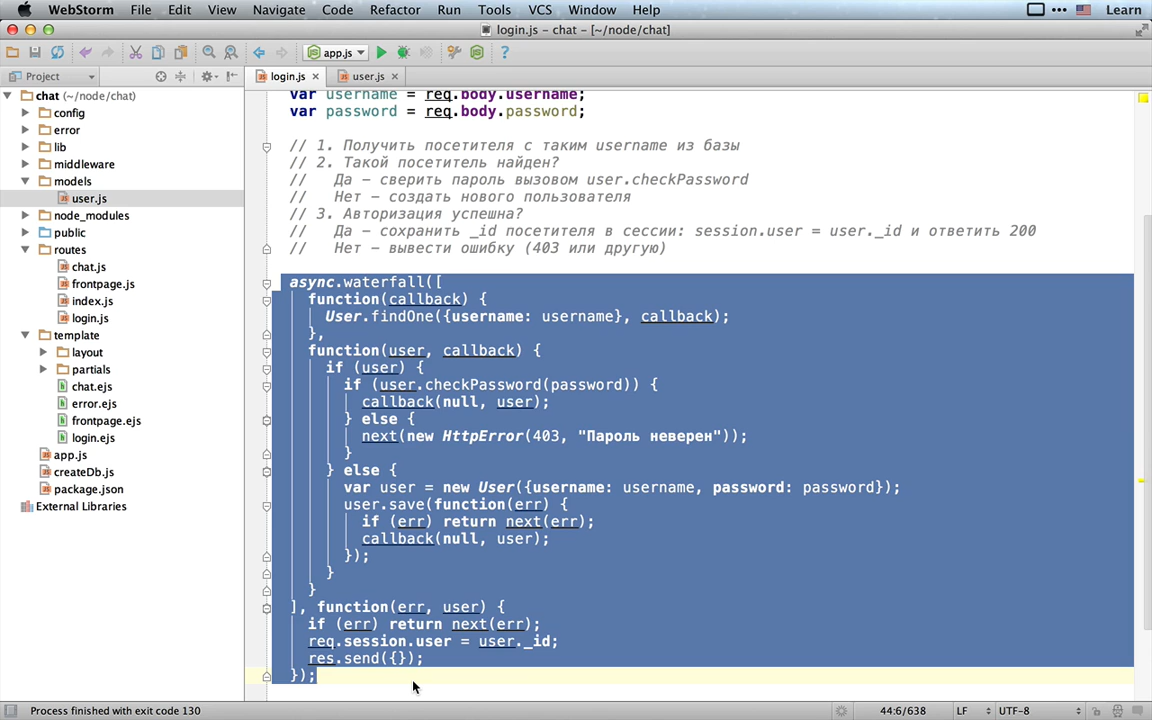 WebStorm File Edit View Navigate Code Refactor Run Tools VCS Window Help Learn
login.js – chat – [~/node/chat]
app.js
Project
login.js
user.js
chat (~/node/chat)
config
error
lib
middleware
models
user.js
node_modules
public
routes
chat.js
frontpage.js
index.js
login.js
template
layout
partials
chat.ejs
error.ejs
frontpage.ejs
login.ejs
app.js
createDb.js
package.json
External Libraries
var username = req.body.username;
var password = req.body.password;
// 1. Получить посетителя с таким username из базы
// 2. Такой посетитель найден?
//   Да – сверить пароль вызовом user.checkPassword
//   Нет – создать нового пользователя
// 3. Авторизация успешна?
//   Да – сохранить _id посетителя в сессии: session.user = user._id и ответить 200
//   Нет – вывести ошибку (403 или другую)
async.waterfall([
  function(callback) {
    User.findOne({username: username}, callback);
  },
  function(user, callback) {
    if (user) {
      if (user.checkPassword(password)) {
        callback(null, user);
      } else {
        next(new HttpError(403, "Пароль неверен"));
      }
    } else {
      var user = new User({username: username, password: password});
      user.save(function(err) {
        if (err) return next(err);
        callback(null, user);
      });
    }
  }
], function(err, user) {
  if (err) return next(err);
  req.session.user = user._id;
  res.send({});
});
Process finished with exit code 130
44:6/638 LF UTF-8